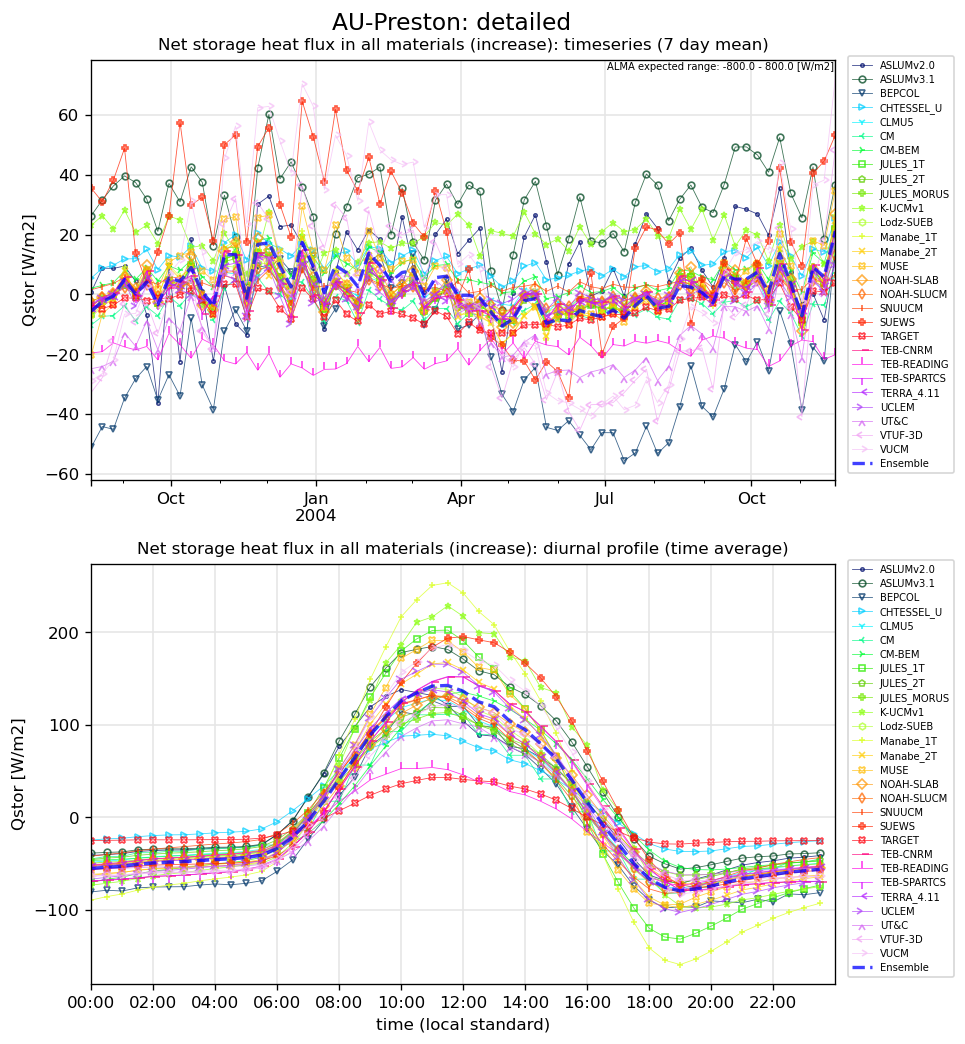 AU-Preston: detailed
Net storage heat flux in all materials (increase): timeseries (7 day mean)
ALMA expected range: -800.0 - 800.0 [W/m2]
Qstor [W/m2]
60
40
20
0
−20
−40
−60
Oct
Jan
2004
Apr
Jul
Oct
ASLUMv2.0
ASLUMv3.1
BEPCOL
CHTESSEL_U
CLMU5
CM
CM-BEM
JULES_1T
JULES_2T
JULES_MORUS
K-UCMv1
Lodz-SUEB
Manabe_1T
Manabe_2T
MUSE
NOAH-SLAB
NOAH-SLUCM
SNUUCM
SUEWS
TARGET
TEB-CNRM
TEB-READING
TEB-SPARTCS
TERRA_4.11
UCLEM
UT&C
VTUF-3D
VUCM
Ensemble
Net storage heat flux in all materials (increase): diurnal profile (time average)
Qstor [W/m2]
200
100
0
−100
00:00 02:00 04:00 06:00 08:00 10:00 12:00 14:00 16:00 18:00 20:00 22:00
time (local standard)
ASLUMv2.0
ASLUMv3.1
BEPCOL
CHTESSEL_U
CLMU5
CM
CM-BEM
JULES_1T
JULES_2T
JULES_MORUS
K-UCMv1
Lodz-SUEB
Manabe_1T
Manabe_2T
MUSE
NOAH-SLAB
NOAH-SLUCM
SNUUCM
SUEWS
TARGET
TEB-CNRM
TEB-READING
TEB-SPARTCS
TERRA_4.11
UCLEM
UT&C
VTUF-3D
VUCM
Ensemble